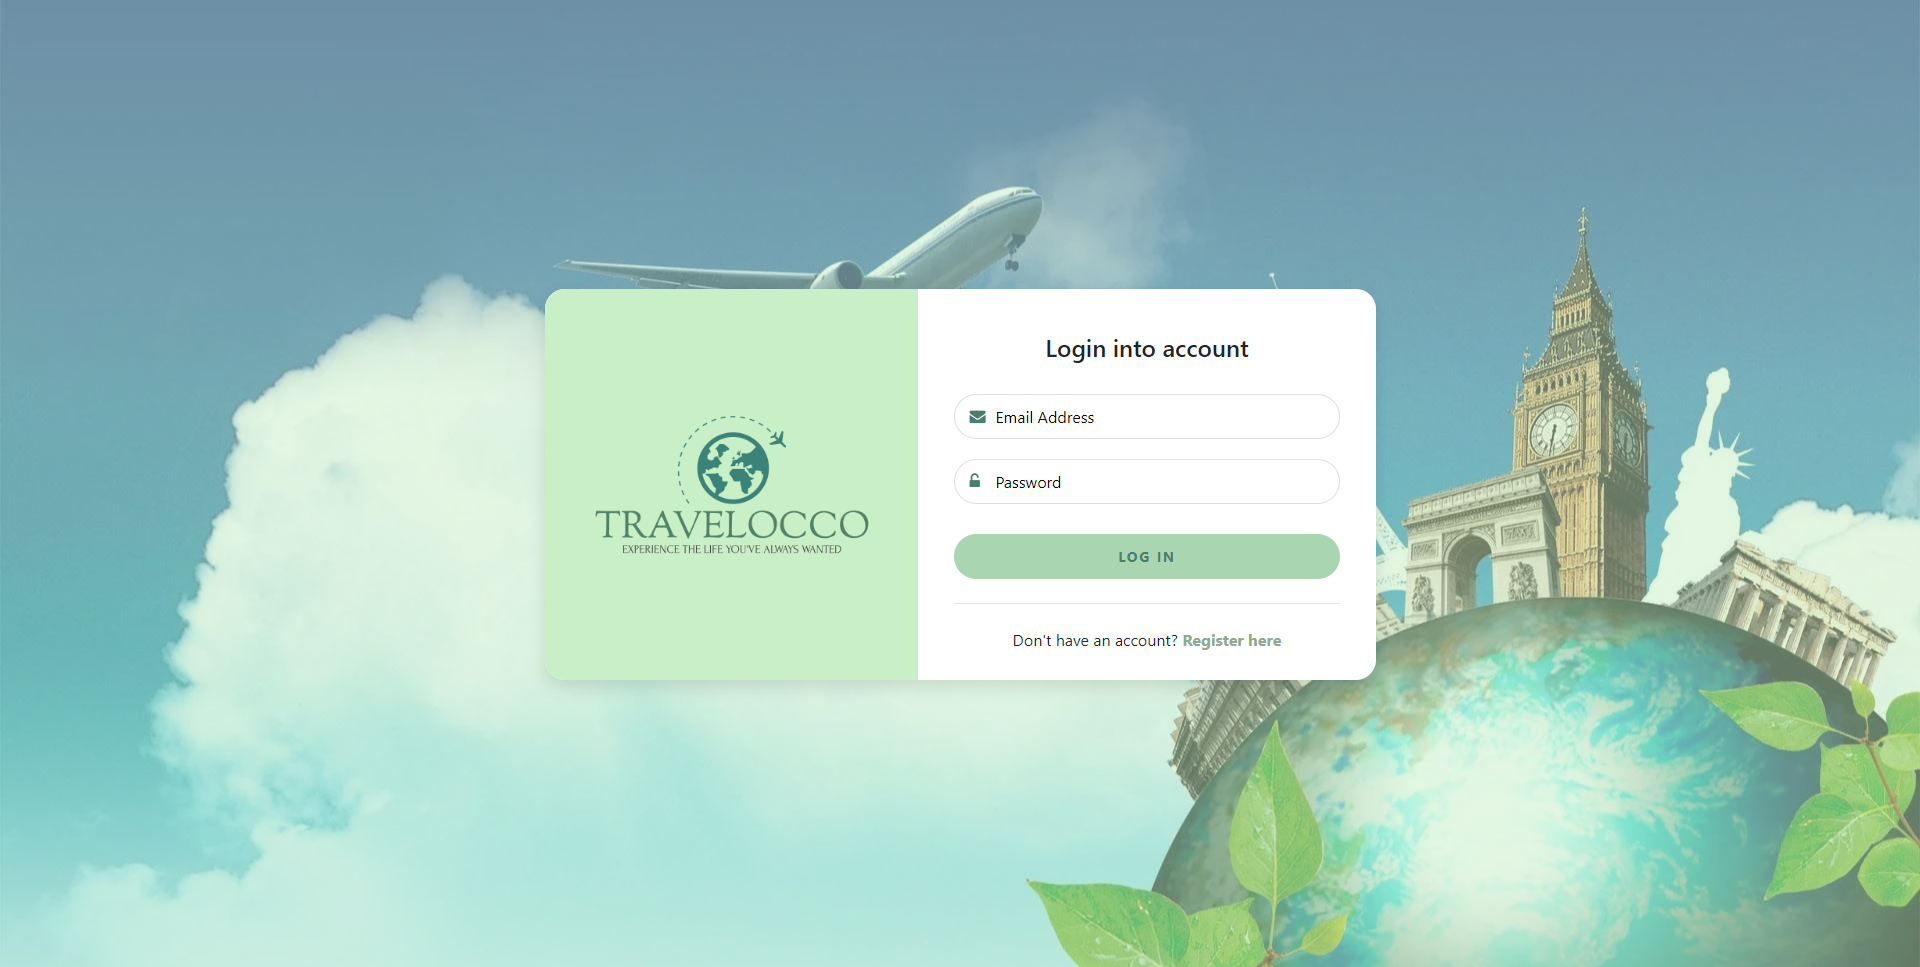 TRAVELOCCO
EXPERIENCE THE LIFE YOU'VE ALWAYS WANTED
Login into account
Email Address
Password
LOG IN
Don't have an account? Register here